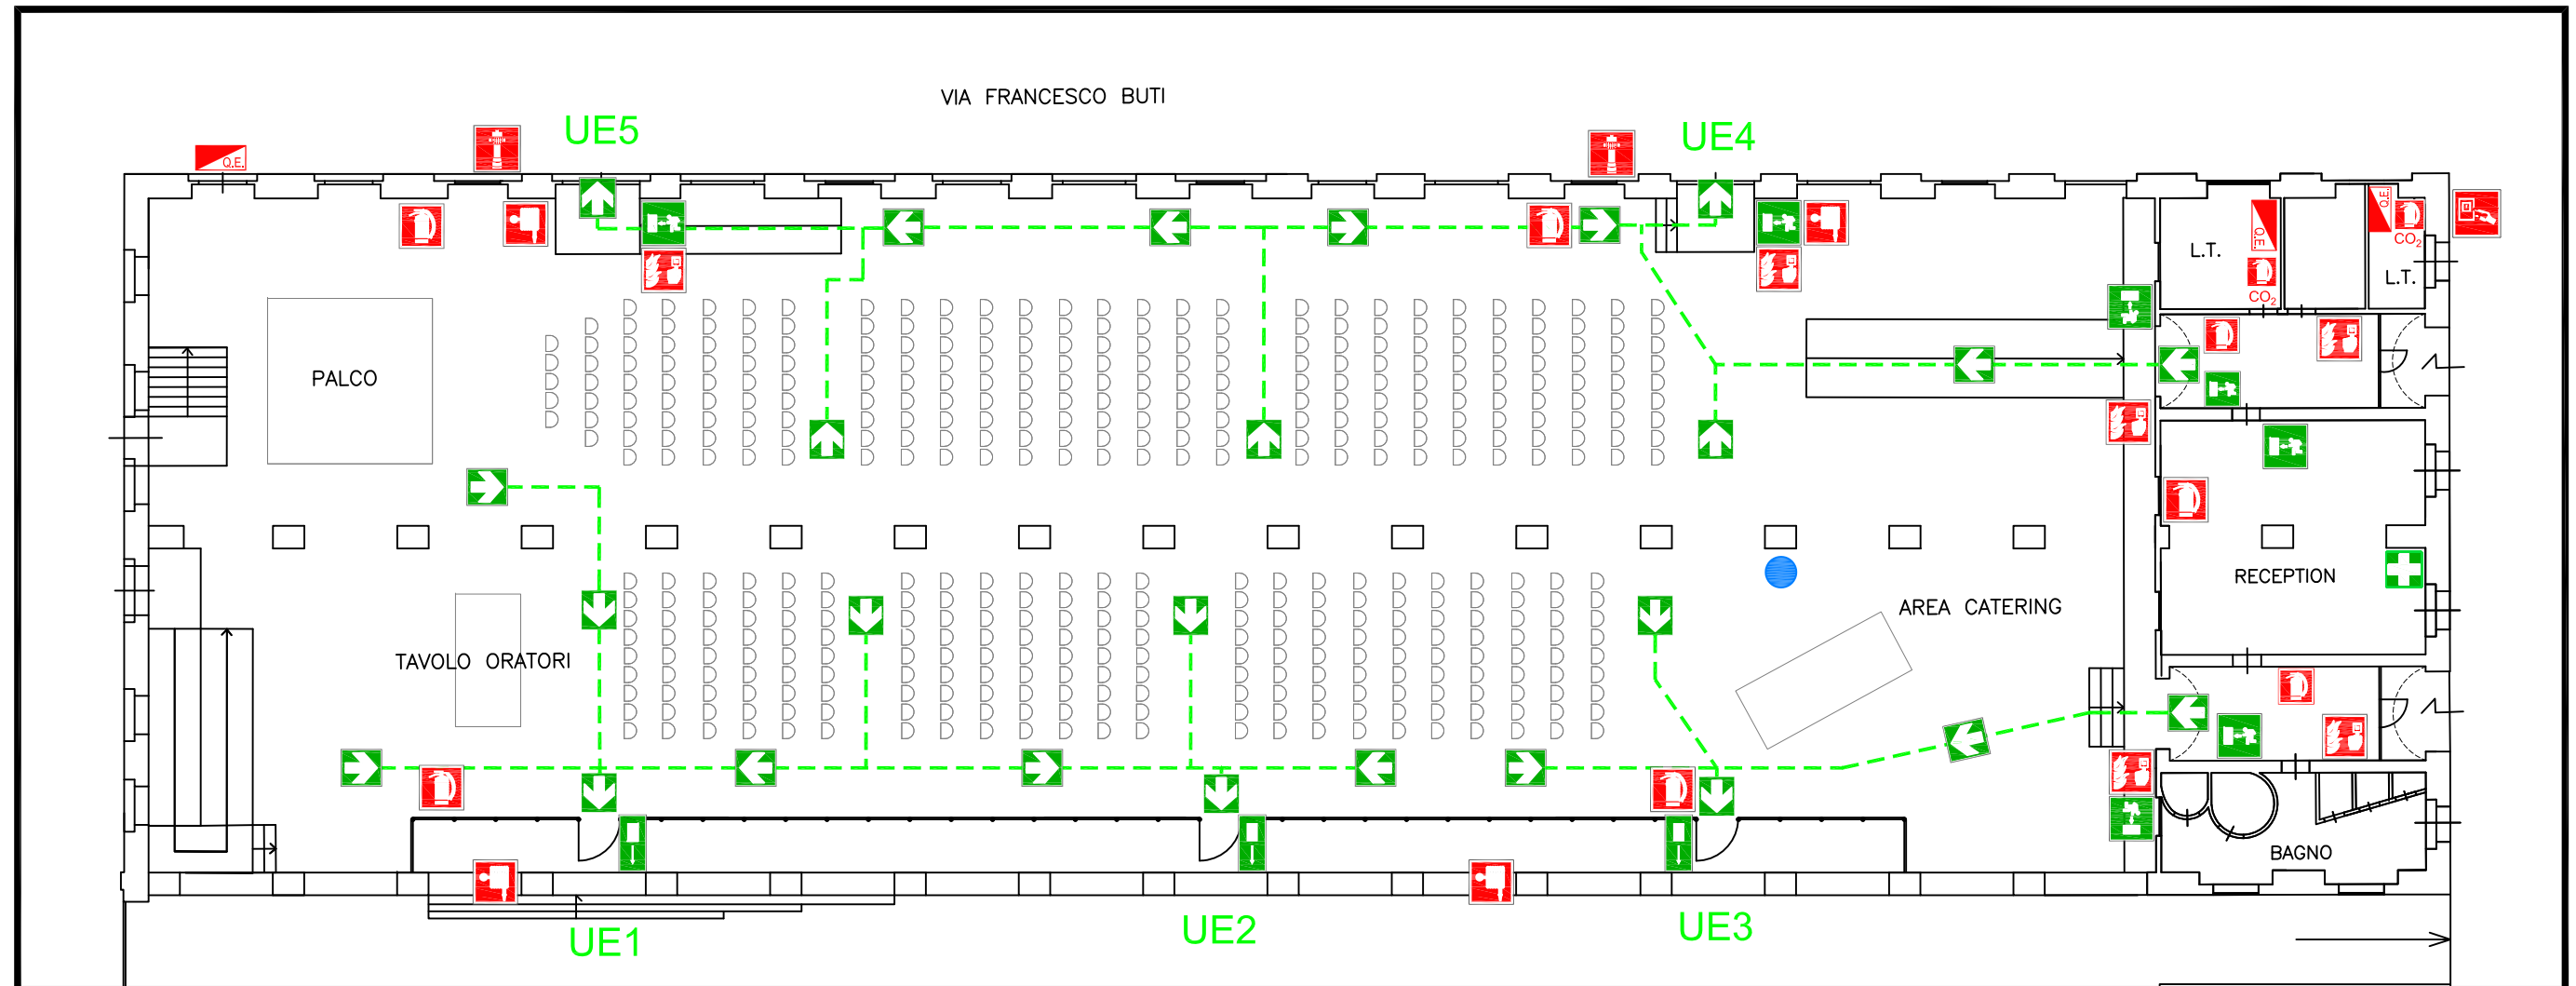 VIA FRANCESCO BUTI
UE5
UE4
Q.E.
Q.E.
Q.E.
CO2
L.T.
L.T.
CO2
PALCO
RECEPTION
AREA CATERING
TAVOLO ORATORI
BAGNO
UE1
UE2
UE3